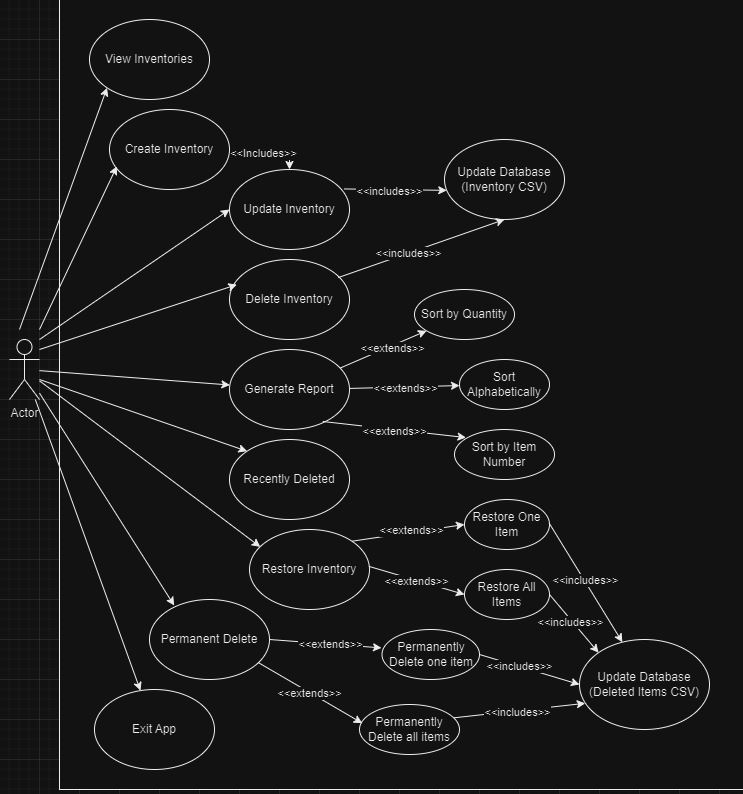 View Inventories
Create Inventory
<<Includes>>
Update Inventory
<<includes>>
Update Database
(Inventory CSV)
<<includes>>
Delete Inventory
Sort by Quantity
<<extends>>
Actor
Generate Report
<<extends>>
Sort
Alphabetically
<<extends>>
Sort by Item
Number
Recently Deleted
Restore One
Item
<<extends>>
Restore Inventory
<<extends>>
Restore All
Items
<<includes>>
<<includes>>
Permanent Delete
<<extends>>
Permanently
Delete one item
<<includes>>
Update Database
(Deleted Items CSV)
<<extends>>
<<includes>>
Permanently
Delete all items
Exit App